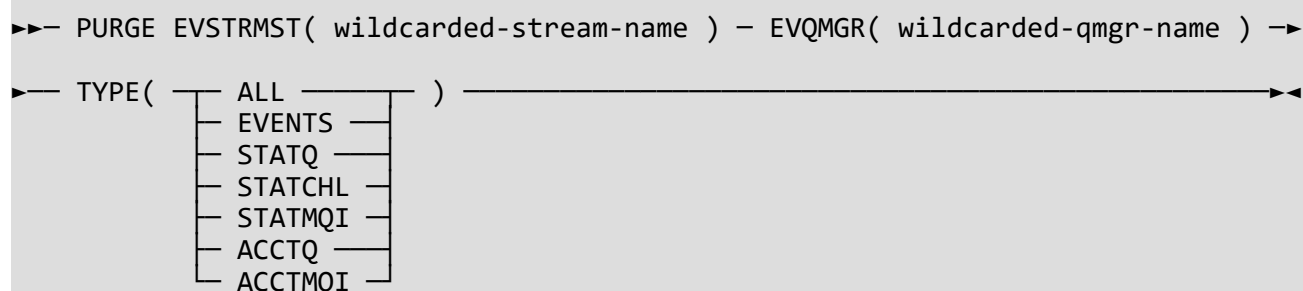 ►►─ PURGE EVSTRMST( wildcarded-stream-name ) ─ EVQMGR( wildcarded-qmgr-name ) ─►
►── TYPE( ─┬─ ALL ──────┬─ ) ─────────────────────────────────────────────────►◄
├─ EVENTS ───┤
├─ STATQ ────┤
├─ STATCHL ──┤
├─ STATMQI ──┤
├─ ACCTQ ────┤
└─ ACCTMQI ──┘